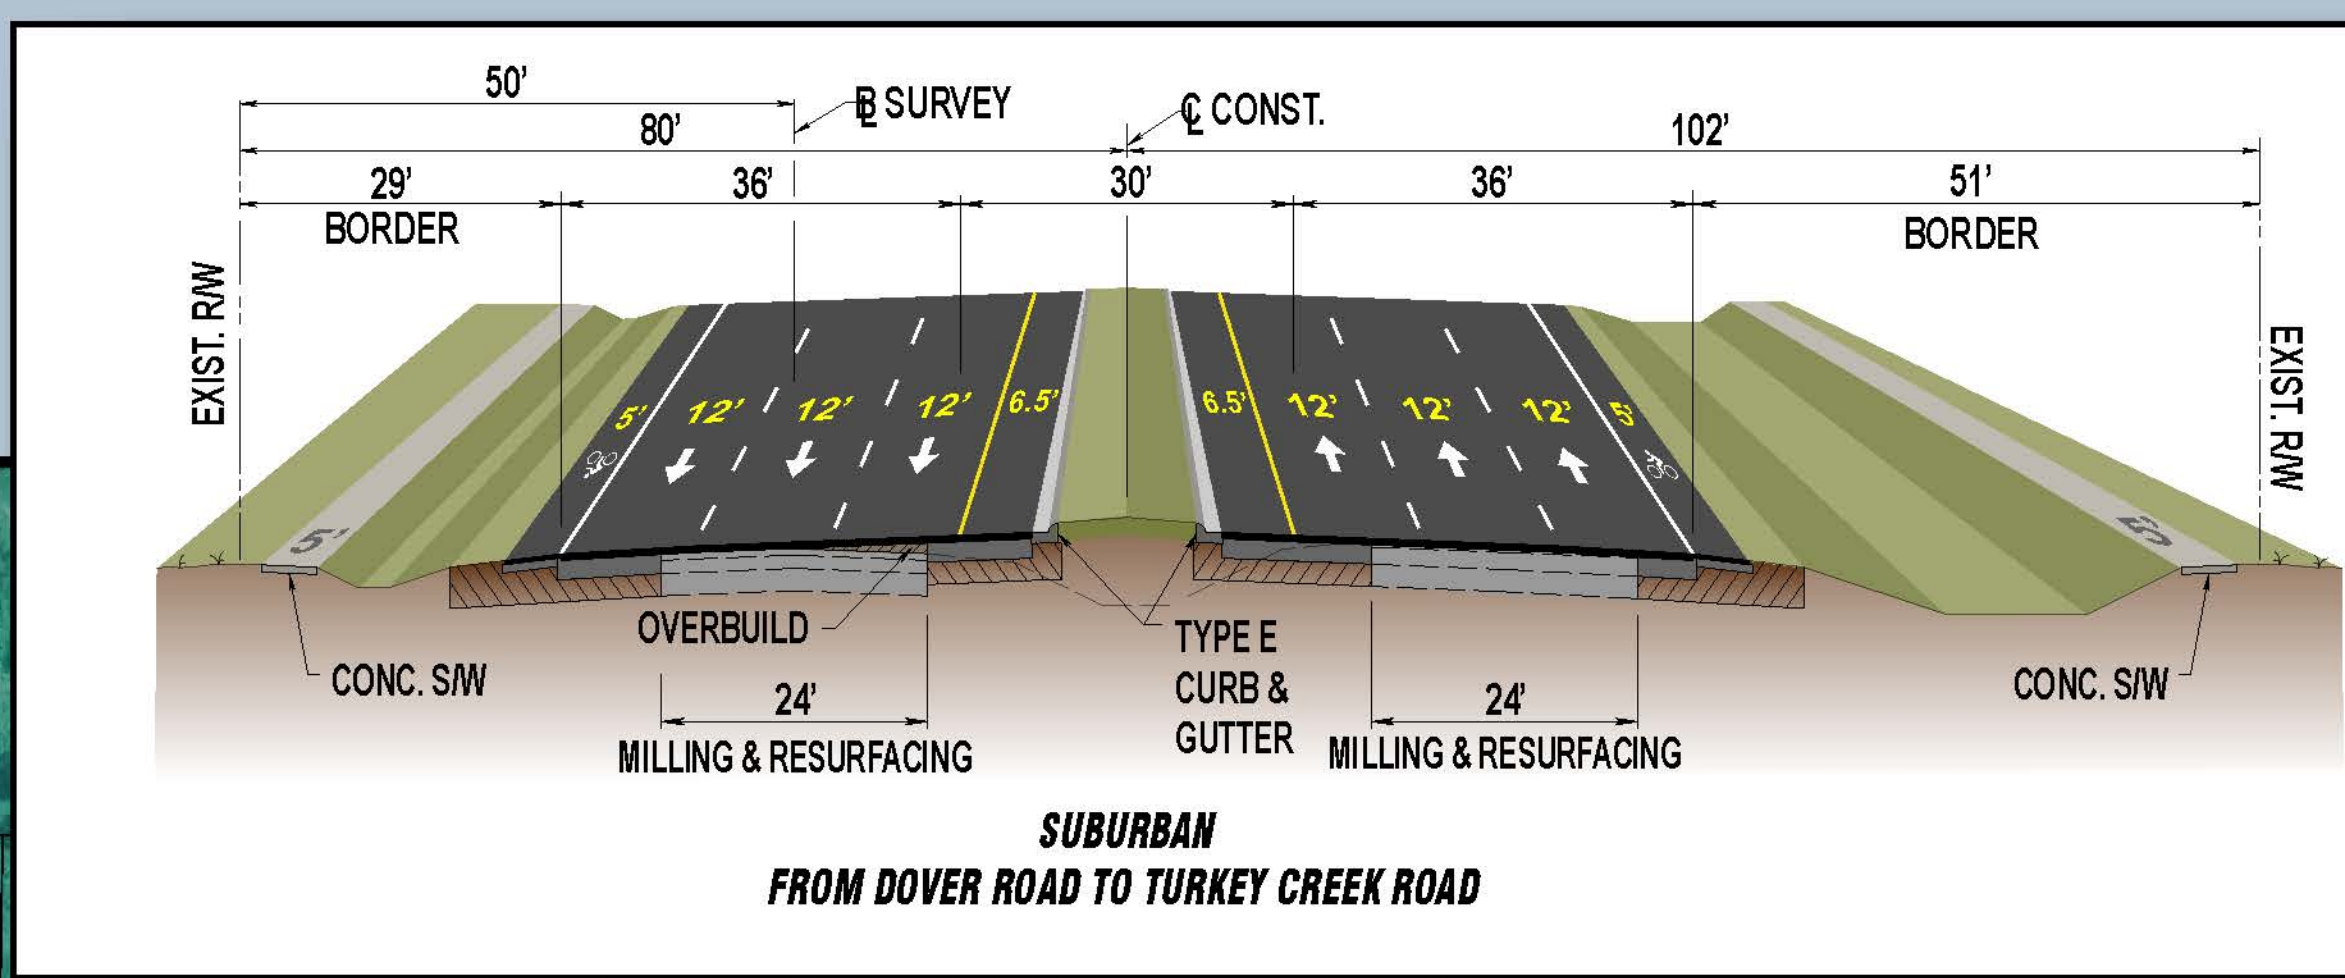 50'
℄ SURVEY
℄ CONST.
80'
102'
29'
36'
30'
36'
51'
BORDER
BORDER
EXIST. R/W
EXIST. R/W
5'
12'
12'
12'
6.5'
6.5'
12'
12'
12'
5'
5'
5'
OVERBUILD
TYPE E
CURB &
GUTTER
CONC. S/W
CONC. S/W
24'
24'
MILLING & RESURFACING
MILLING & RESURFACING
SUBURBAN
FROM DOVER ROAD TO TURKEY CREEK ROAD